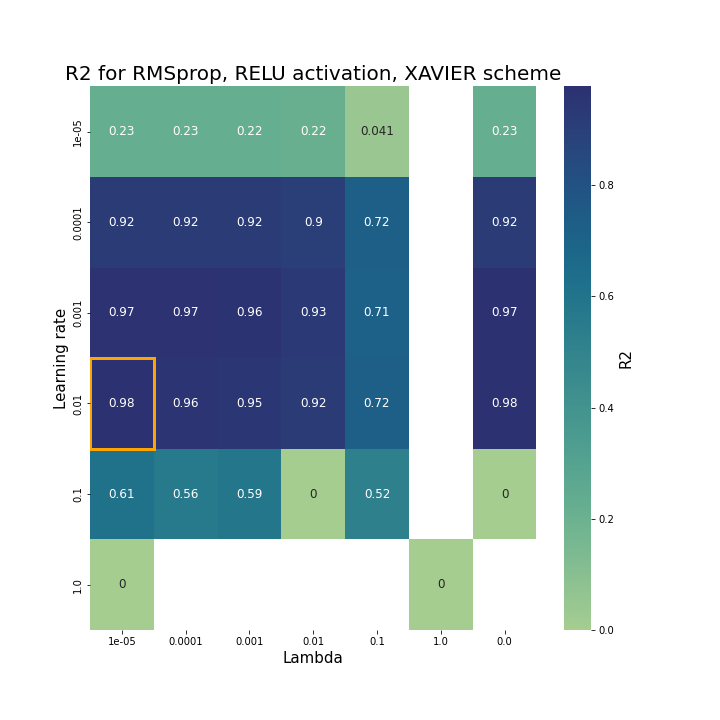 R2 for RMSprop, RELU activation, XAVIER scheme
1e-05 0.23 0.23 0.22 0.22 0.041 0.23
0.0001 0.92 0.92 0.92 0.9 0.72 0.92
0.001 0.97 0.97 0.96 0.93 0.71 0.97
0.01 0.98 0.96 0.95 0.92 0.72 0.98
0.1 0.61 0.56 0.59 0 0.52 0
1.0 0 0
Learning rate
1e-05 0.0001 0.001 0.01 0.1 1.0 0.0
Lambda
0.8
0.6
0.4
0.2
0.0
R2